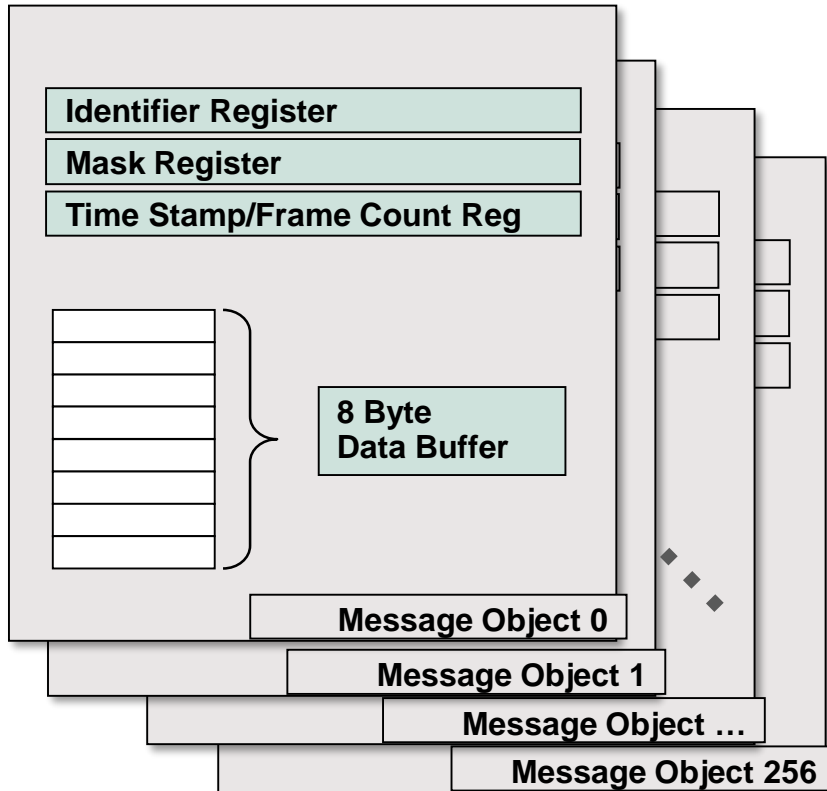 Identifier Register
Mask Register
Time Stamp/Frame Count Reg
8 Byte
Data Buffer
Message Object 0
Message Object 1
Message Object …
Message Object 256